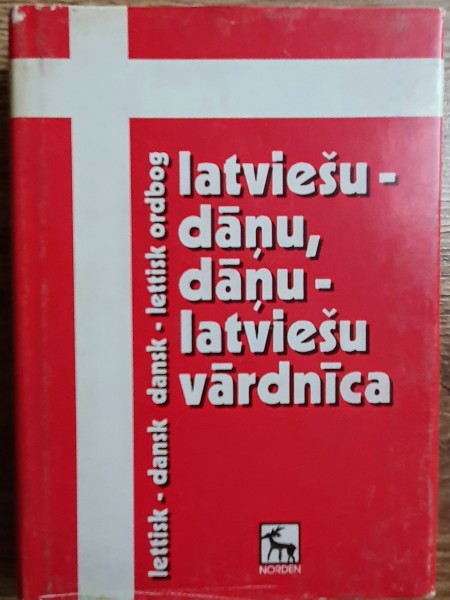 latviešu -
dāņu,
dāņu -
latviešu
vārdnīca
lettisk - dansk dansk - lettisk ordbog
NORDEN